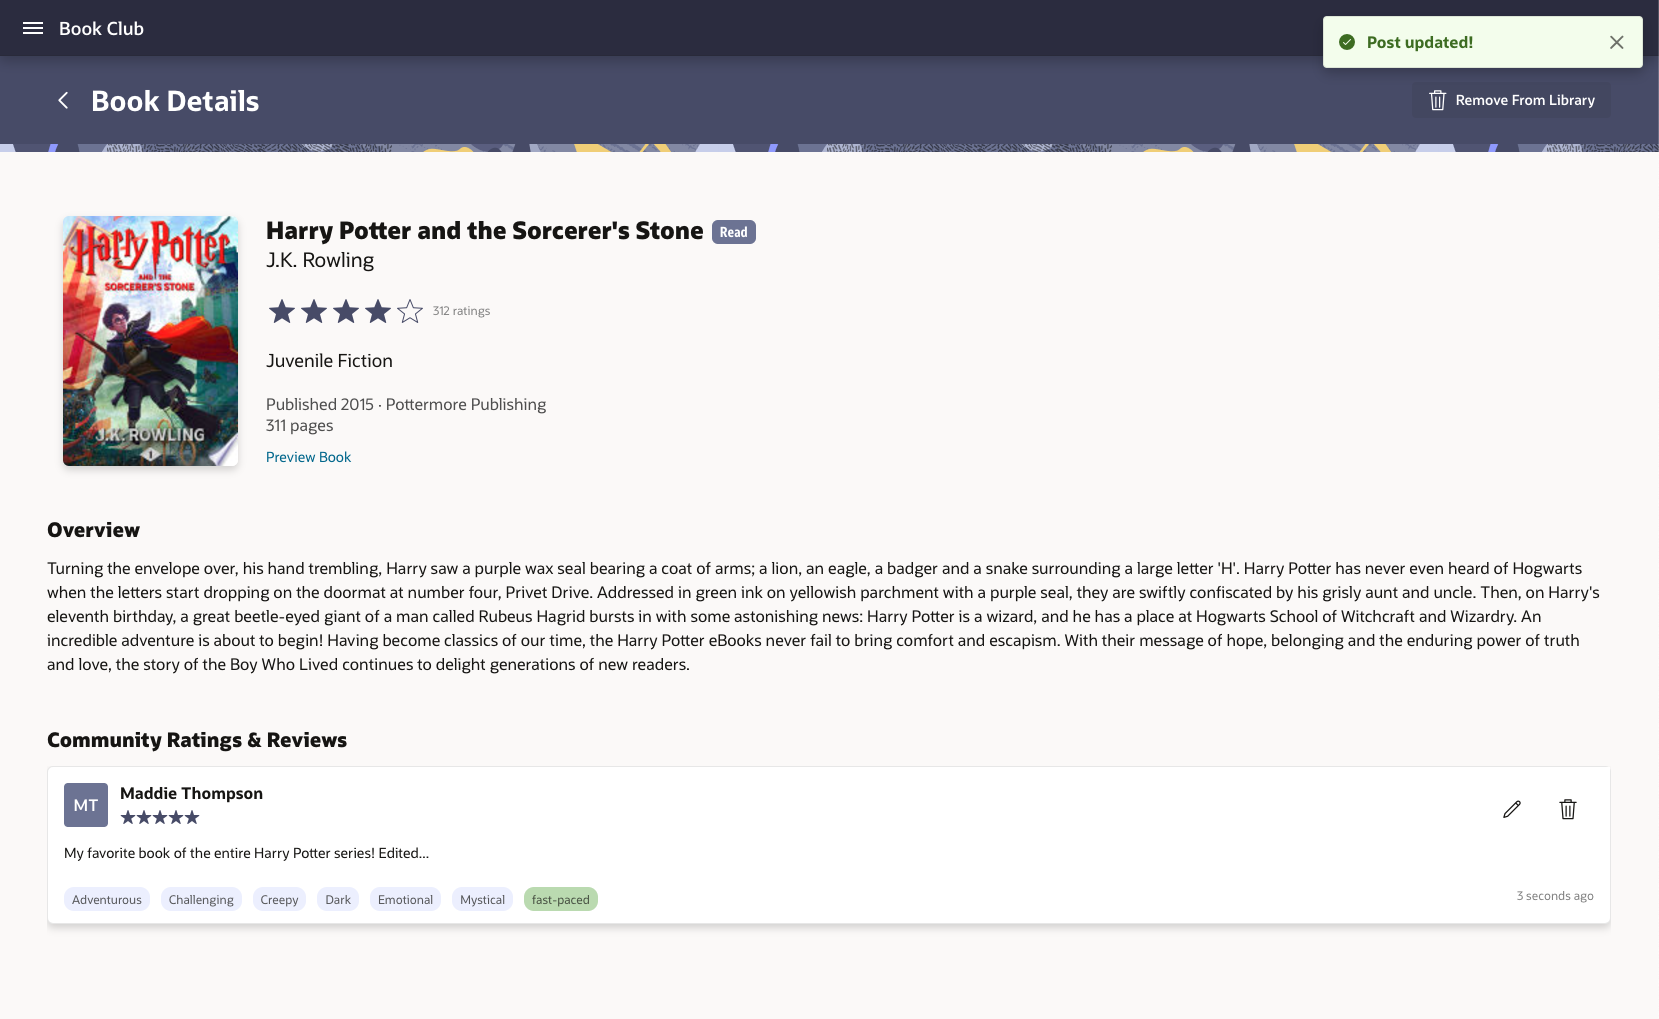 Book Club
Post updated!
Book Details
Remove From Library
Harry Potter
AND THE
SORCERER'S STONE
J.K. ROWLING
1
Harry Potter and the Sorcerer's Stone Read
J.K. Rowling
312 ratings
Juvenile Fiction
Published 2015 · Pottermore Publishing
311 pages
Preview Book
Overview
Turning the envelope over, his hand trembling, Harry saw a purple wax seal bearing a coat of arms; a lion, an eagle, a badger and a snake surrounding a large letter 'H'. Harry Potter has never even heard of Hogwarts
when the letters start dropping on the doormat at number four, Privet Drive. Addressed in green ink on yellowish parchment with a purple seal, they are swiftly confiscated by his grisly aunt and uncle. Then, on Harry's
eleventh birthday, a great beetle-eyed giant of a man called Rubeus Hagrid bursts in with some astonishing news: Harry Potter is a wizard, and he has a place at Hogwarts School of Witchcraft and Wizardry. An
incredible adventure is about to begin! Having become classics of our time, the Harry Potter eBooks never fail to bring comfort and escapism. With their message of hope, belonging and the enduring power of truth
and love, the story of the Boy Who Lived continues to delight generations of new readers.
Community Ratings & Reviews
MT
Maddie Thompson
My favorite book of the entire Harry Potter series! Edited...
Adventurous Challenging Creepy Dark Emotional Mystical fast-paced
3 seconds ago